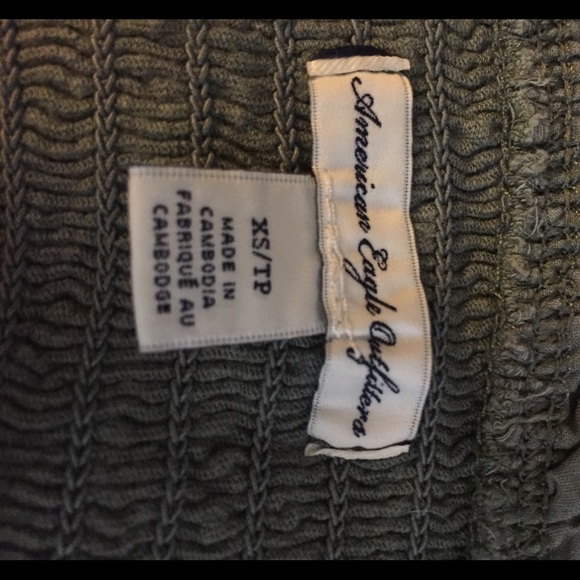 American Eagle Outfitters
XS/TP
MADE IN
CAMBODIA
FABRIQUÉ AU
CAMBODGE